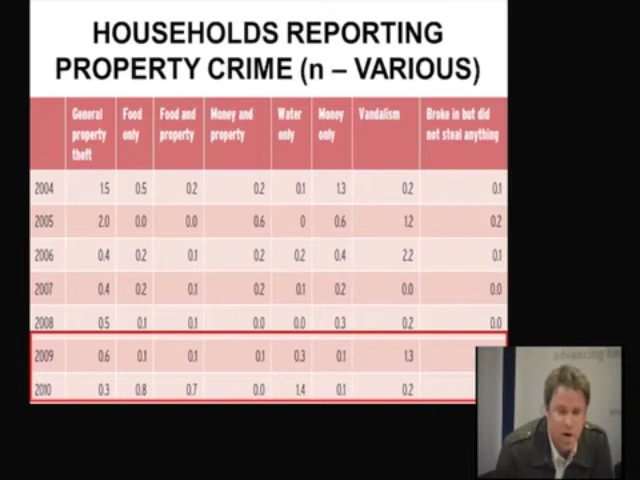 HOUSEHOLDS REPORTING
PROPERTY CRIME (n – VARIOUS)
General property theft Food only Food and property Money and property Water only Money only Vandalism Broke in but did not steal anything
2004 1.5 0.5 0.2 0.2 0.1 1.3 0.2 0.1
2005 2.0 0.0 0.0 0.6 0 0.6 1.2 0.2
2006 0.4 0.2 0.1 0.2 0.2 0.4 2.2 0.1
2007 0.4 0.2 0.1 0.2 0.1 0.2 0.0 0.0
2008 0.5 0.1 0.1 0.0 0.0 0.3 0.2 0.0
2009 0.6 0.1 0.1 0.1 0.3 0.1 1.3
2010 0.3 0.8 0.7 0.0 1.4 0.1 0.2
advancing